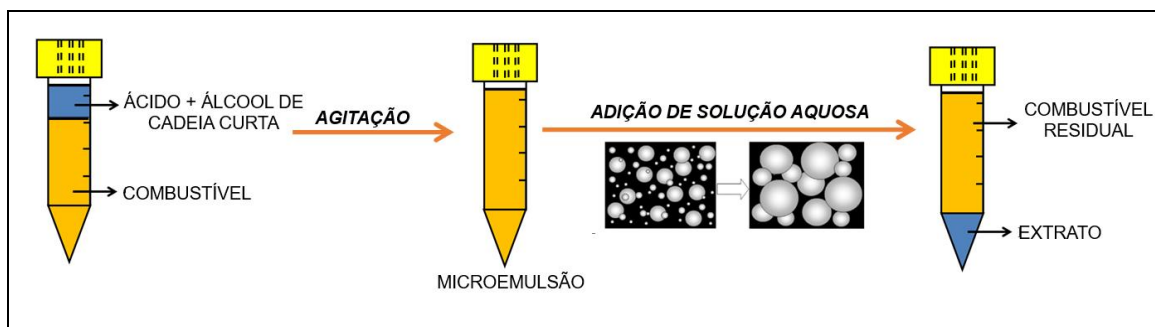 ÁCIDO + ÁLCOOL DE
CADEIA CURTA
COMBUSTÍVEL
AGITAÇÃO
MICROEMULSÃO
ADIÇÃO DE SOLUÇÃO AQUOSA
COMBUSTÍVEL
RESIDUAL
EXTRATO